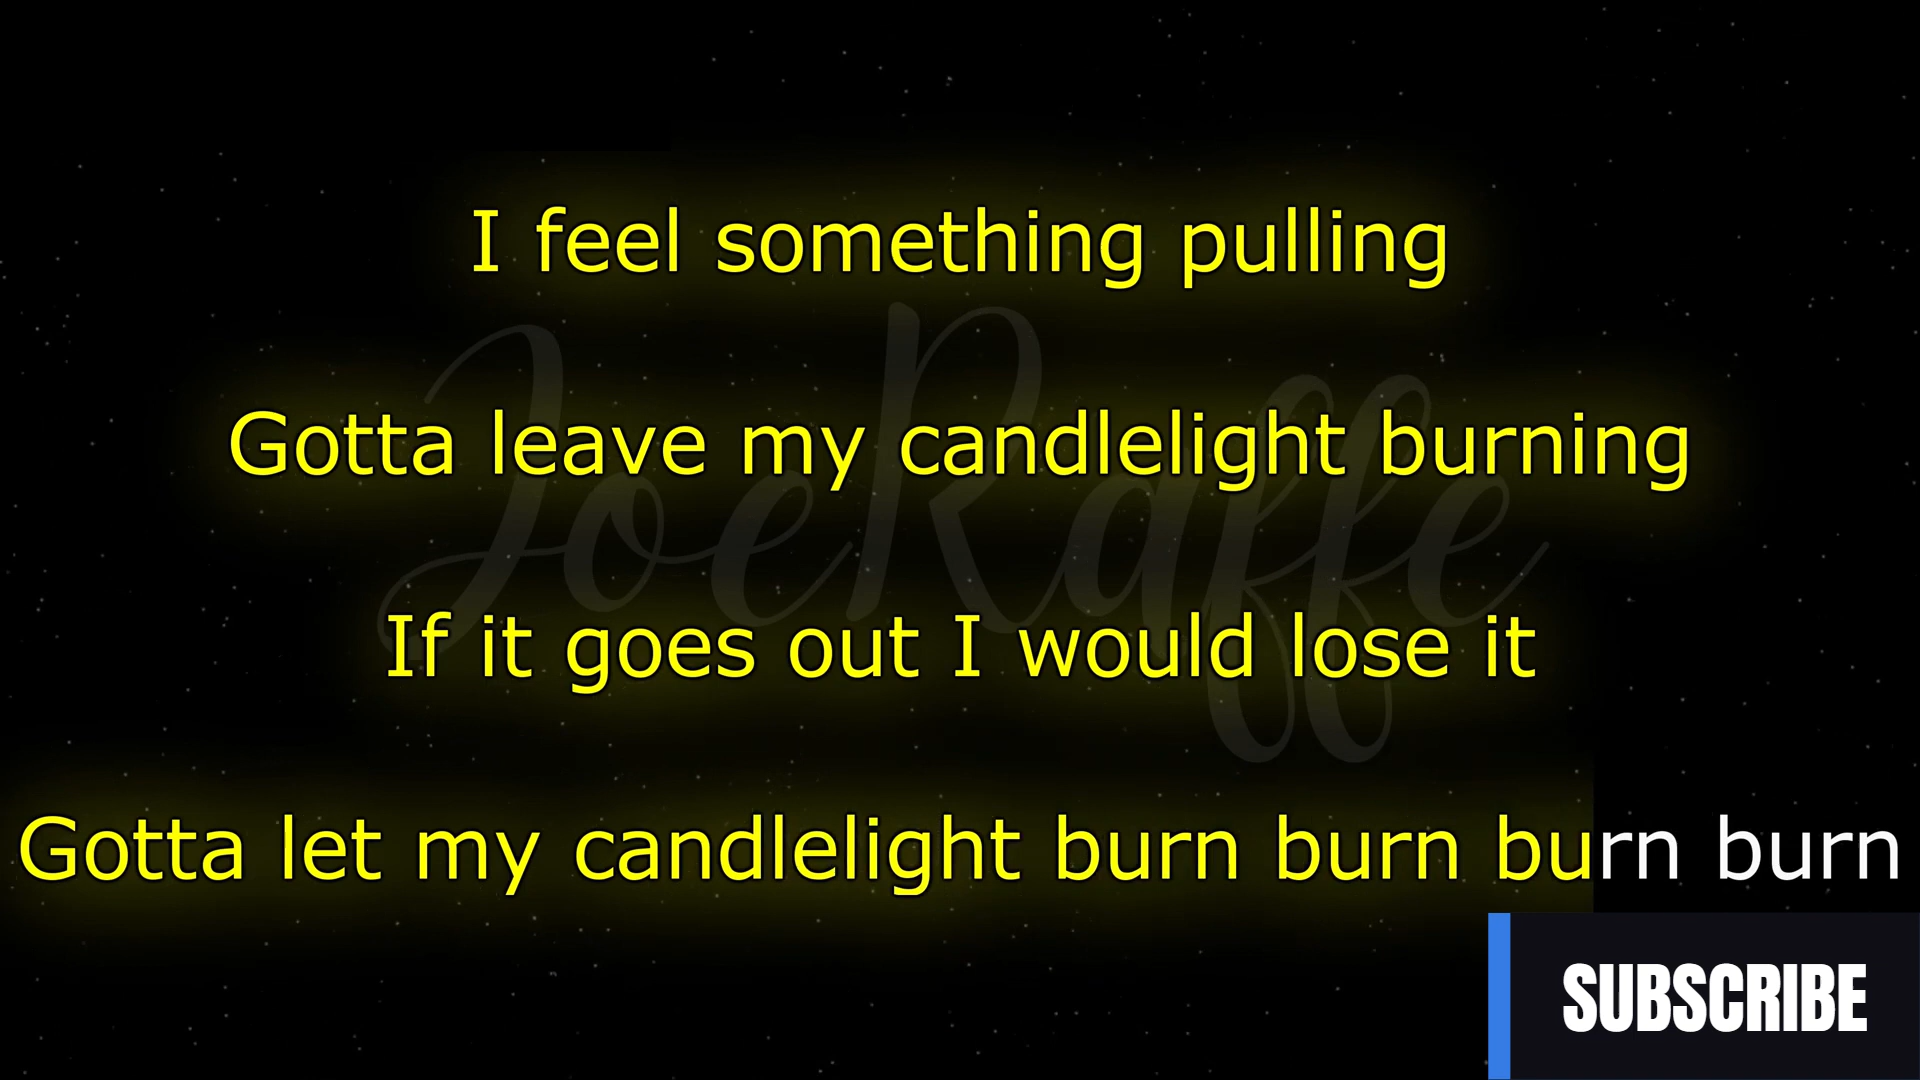 I feel something pulling
Gotta leave my candlelight burning
JoeRaffe
If it goes out I would lose it
Gotta let my candlelight burn burn burn burn
SUBSCRIBE